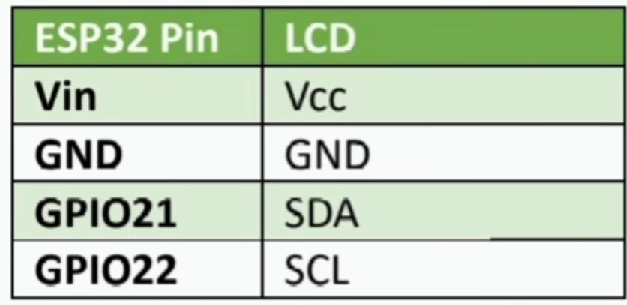 ESP32 Pin LCD
Vin Vcc
GND GND
GPIO21 SDA
GPIO22 SCL